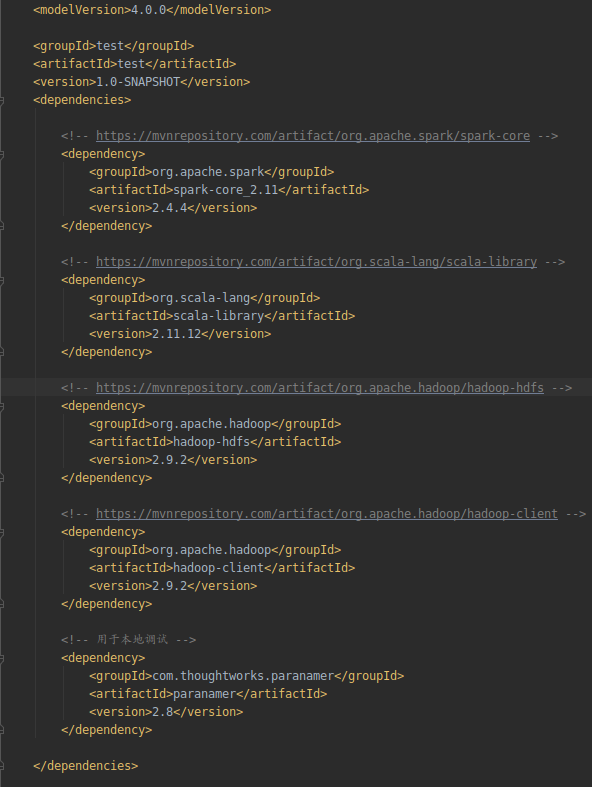 <modelVersion>4.0.0</modelVersion>
<groupId>test</groupId>
<artifactId>test</artifactId>
<version>1.0-SNAPSHOT</version>
<dependencies>
<!-- https://mvnrepository.com/artifact/org.apache.spark/spark-core -->
<dependency>
<groupId>org.apache.spark</groupId>
<artifactId>spark-core_2.11</artifactId>
<version>2.4.4</version>
</dependency>
<!-- https://mvnrepository.com/artifact/org.scala-lang/scala-library -->
<dependency>
<groupId>org.scala-lang</groupId>
<artifactId>scala-library</artifactId>
<version>2.11.12</version>
</dependency>
<!-- https://mvnrepository.com/artifact/org.apache.hadoop/hadoop-hdfs -->
<dependency>
<groupId>org.apache.hadoop</groupId>
<artifactId>hadoop-hdfs</artifactId>
<version>2.9.2</version>
</dependency>
<!-- https://mvnrepository.com/artifact/org.apache.hadoop/hadoop-client -->
<dependency>
<groupId>org.apache.hadoop</groupId>
<artifactId>hadoop-client</artifactId>
<version>2.9.2</version>
</dependency>
<!-- 用于本地调试 -->
<dependency>
<groupId>com.thoughtworks.paranamer</groupId>
<artifactId>paranamer</artifactId>
<version>2.8</version>
</dependency>
</dependencies>